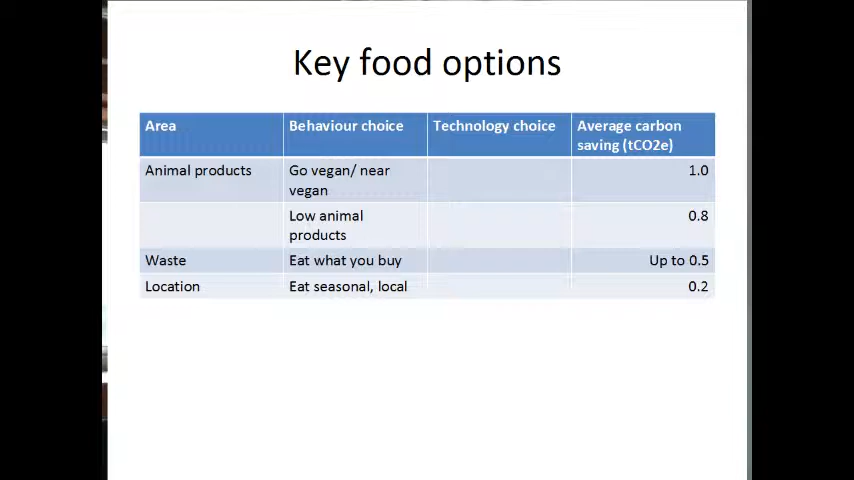 Key food options
Area Behaviour choice Technology choice Average carbon
saving (tCO2e)
Animal products Go vegan/ near 1.0
vegan
Low animal 0.8
products
Waste Eat what you buy Up to 0.5
Location Eat seasonal, local 0.2